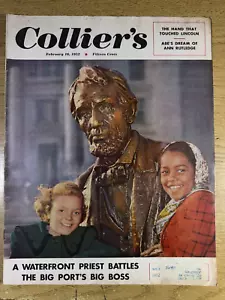 Collier's
February 16, 1952 ★ Fifteen Cents
THE HAND THAT
TOUCHED LINCOLN
ABE'S DREAM OF
ANN RUTLEDGE
A WATERFRONT PRIEST BATTLES
THE BIG PORT'S BIG BOSS